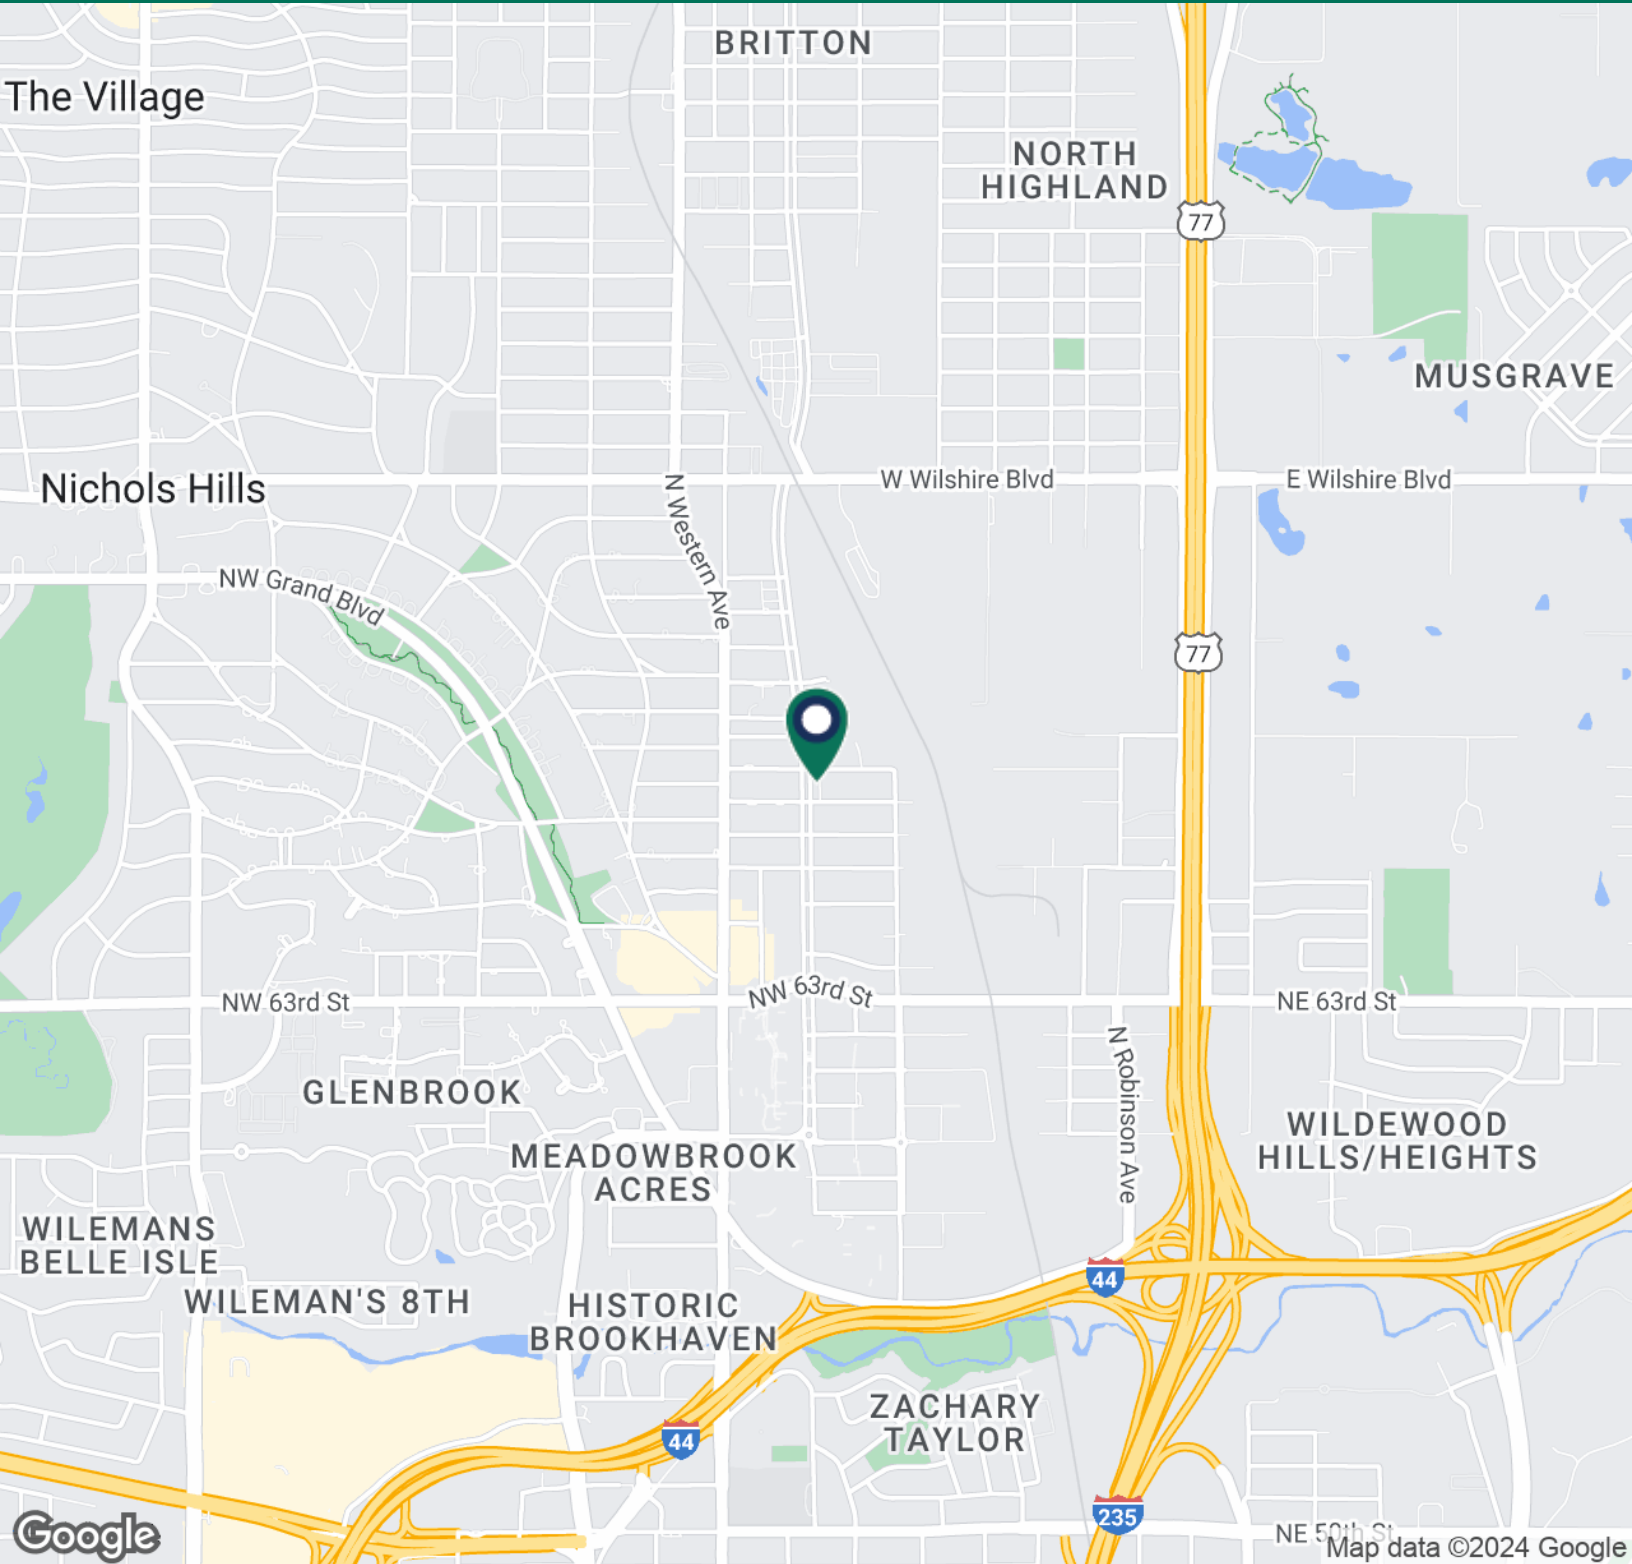 BRITTON
The Village
NORTH
HIGHLAND
77
MUSGRAVE
Nichols Hills
W Wilshire Blvd
E Wilshire Blvd
N Western Ave
NW Grand Blvd
77
NW 63rd St
NW 63rd St
NE 63rd St
N Robinson Ave
GLENBROOK
WILDEWOOD
HILLS/HEIGHTS
MEADOWBROOK
ACRES
WILEMANS
BELLE ISLE
44
WILEMAN'S 8TH
HISTORIC
BROOKHAVEN
ZACHARY
TAYLOR
44
235
NE 50th St
Google
Map data ©2024 Google